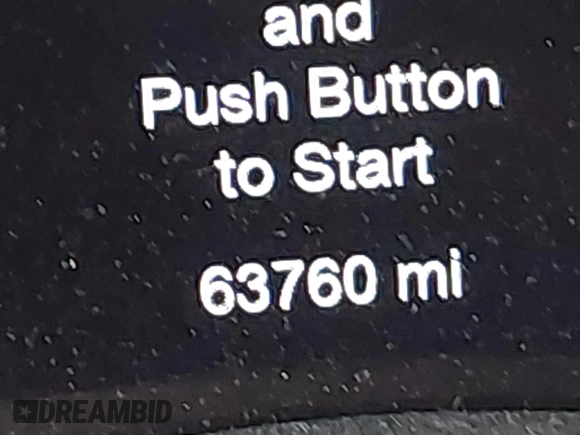 and
Push Button
to Start
63760 mi
DREAMBID